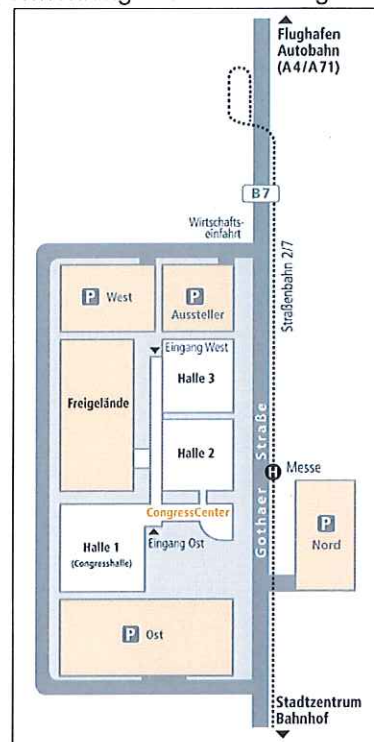 Flughafen
Autobahn
(A4/A71)
B7
Wirtschafts-
einfahrt
Straßenbahn 2/7
P West
P
Aussteller
Eingang West
Halle 3
Freigelände
Halle 2
Gothaer Straße
H Messe
CongressCenter
P
Nord
Halle 1
(Congresshalle)
Eingang Ost
P Ost
Stadtzentrum
Bahnhof